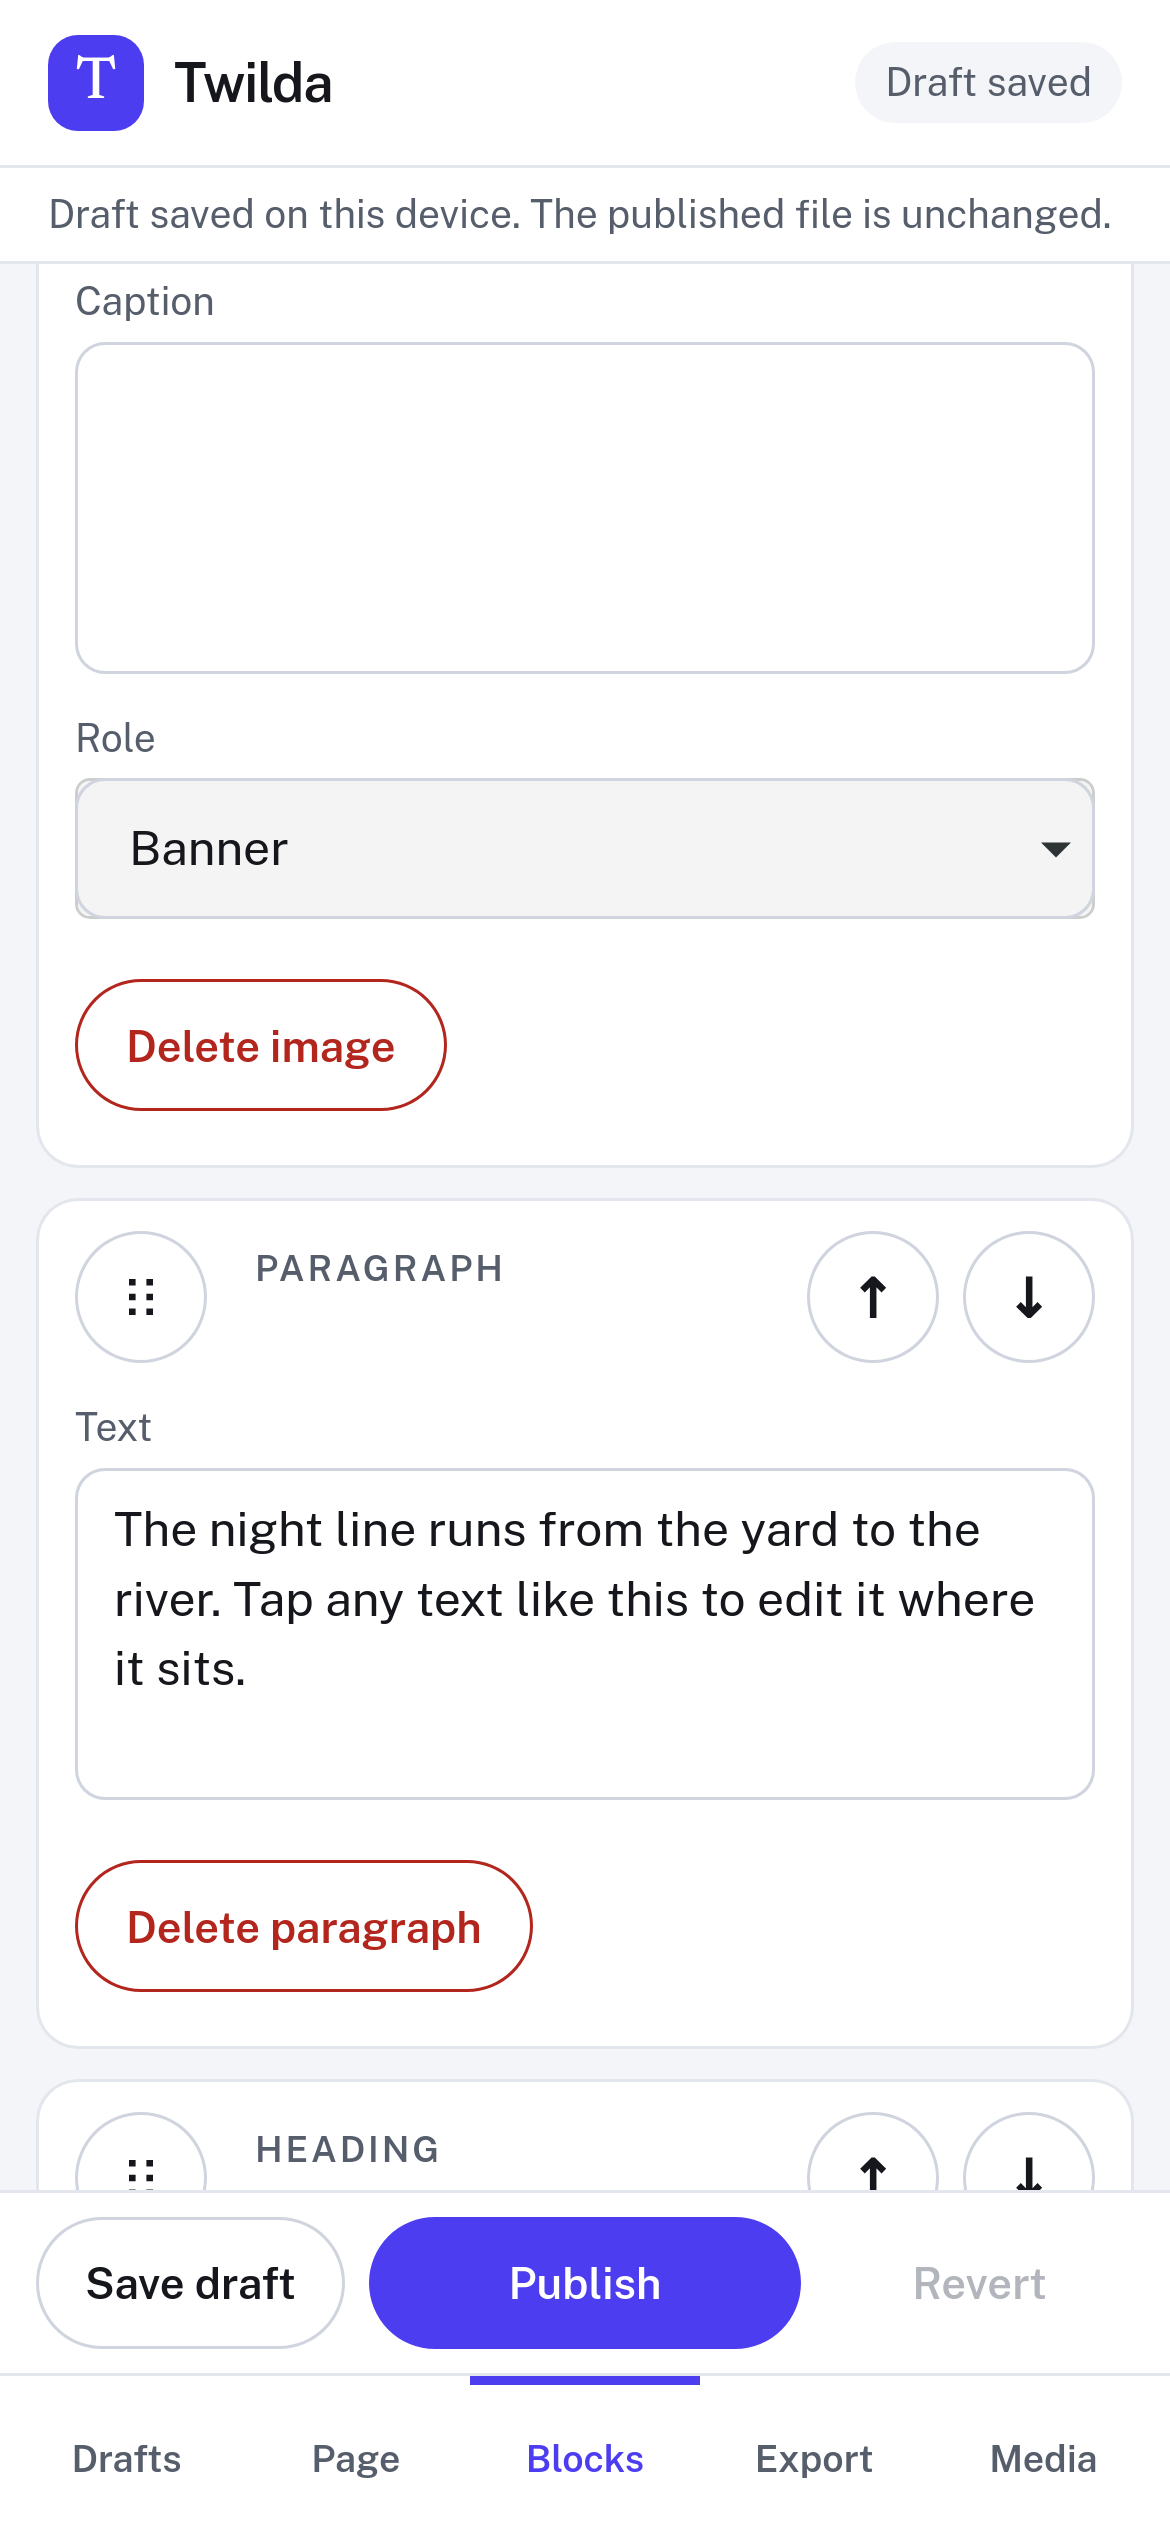 T
Twilda
Draft saved
Draft saved on this device. The published file is unchanged.
Caption
Role
Banner
Delete image
PARAGRAPH
↑
↓
Text
The night line runs from the yard to the
river. Tap any text like this to edit it where
it sits.
Delete paragraph
HEADING
↑
↓
Save draft
Publish
Revert
Drafts
Page
Blocks
Export
Media